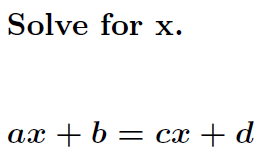 Solve for x.
ax + b = cx + d